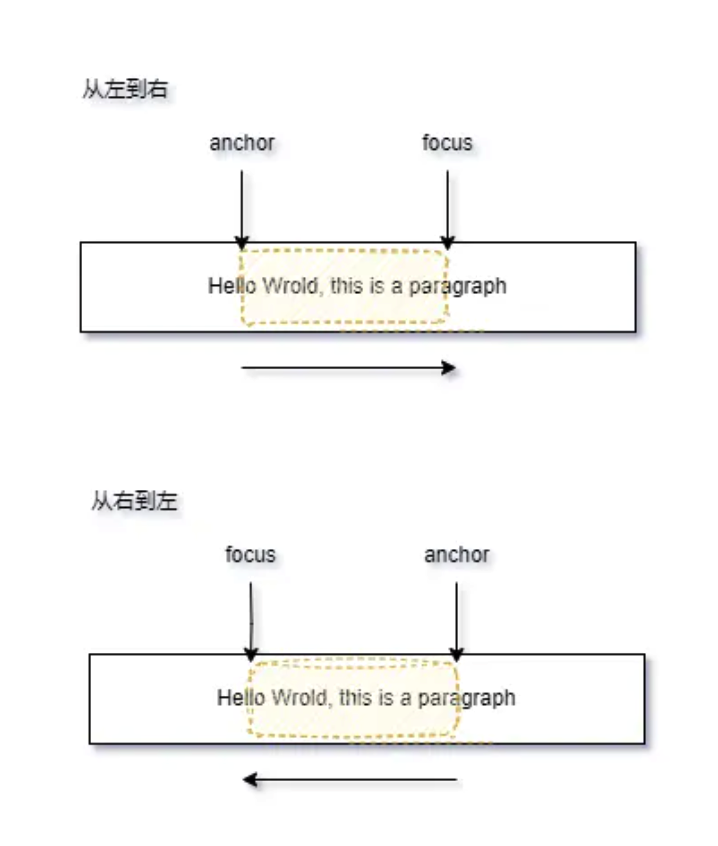 从左到右
anchor focus
Hello Wrold, this is a paragraph
从右到左
focus anchor
Hello Wrold, this is a paragraph